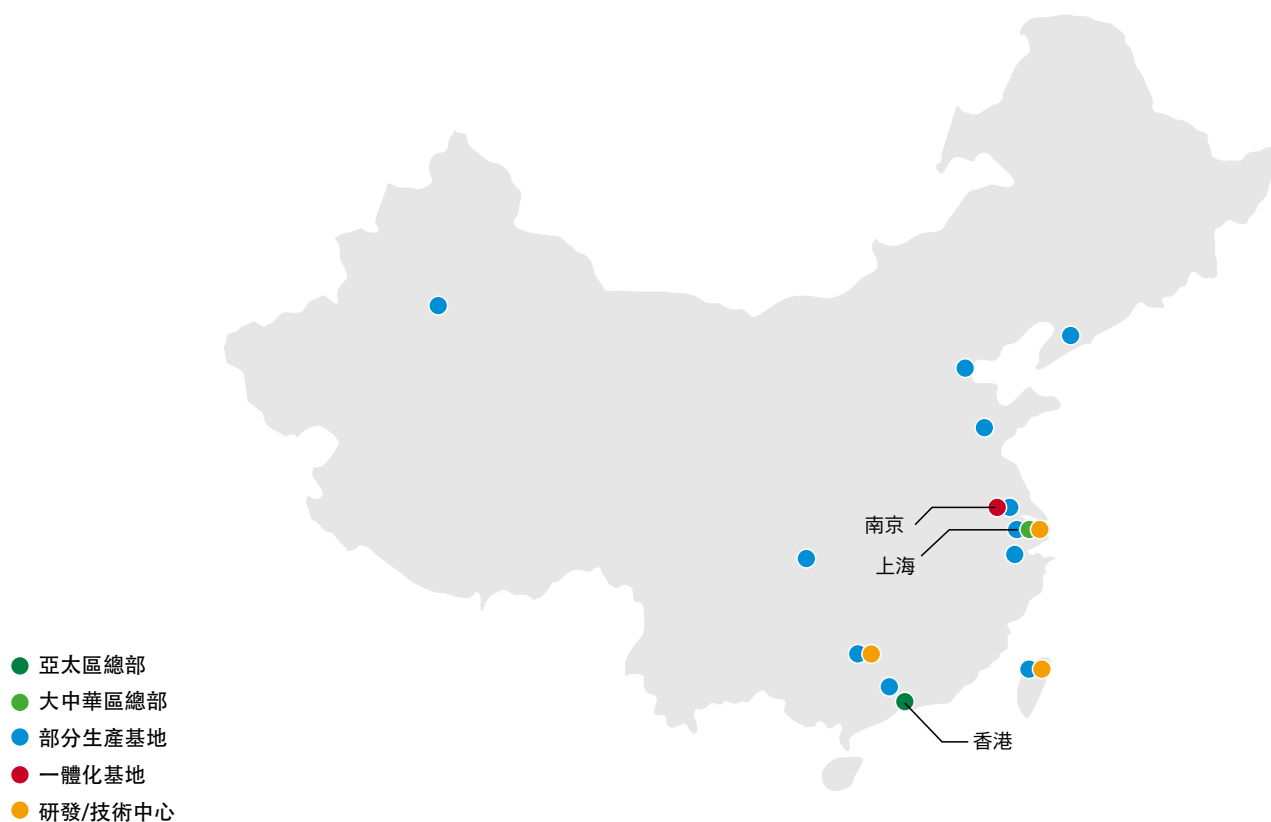 南京
上海
香港
亞太區總部
大中華區總部
部分生產基地
一體化基地
研發/技術中心